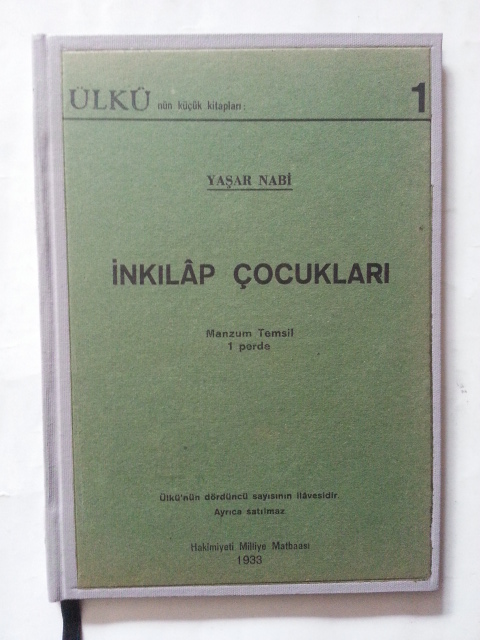 ÜLKÜ nün küçük kitapları: 1
YAŞAR NABİ
İNKILÂP ÇOCUKLARI
Manzum Temsil
1 perde
Ülkü'nün dördüncü sayısının ilâvesidir.
Ayrıca satılmaz
Hakimiyeti Milliye Matbaası
1933